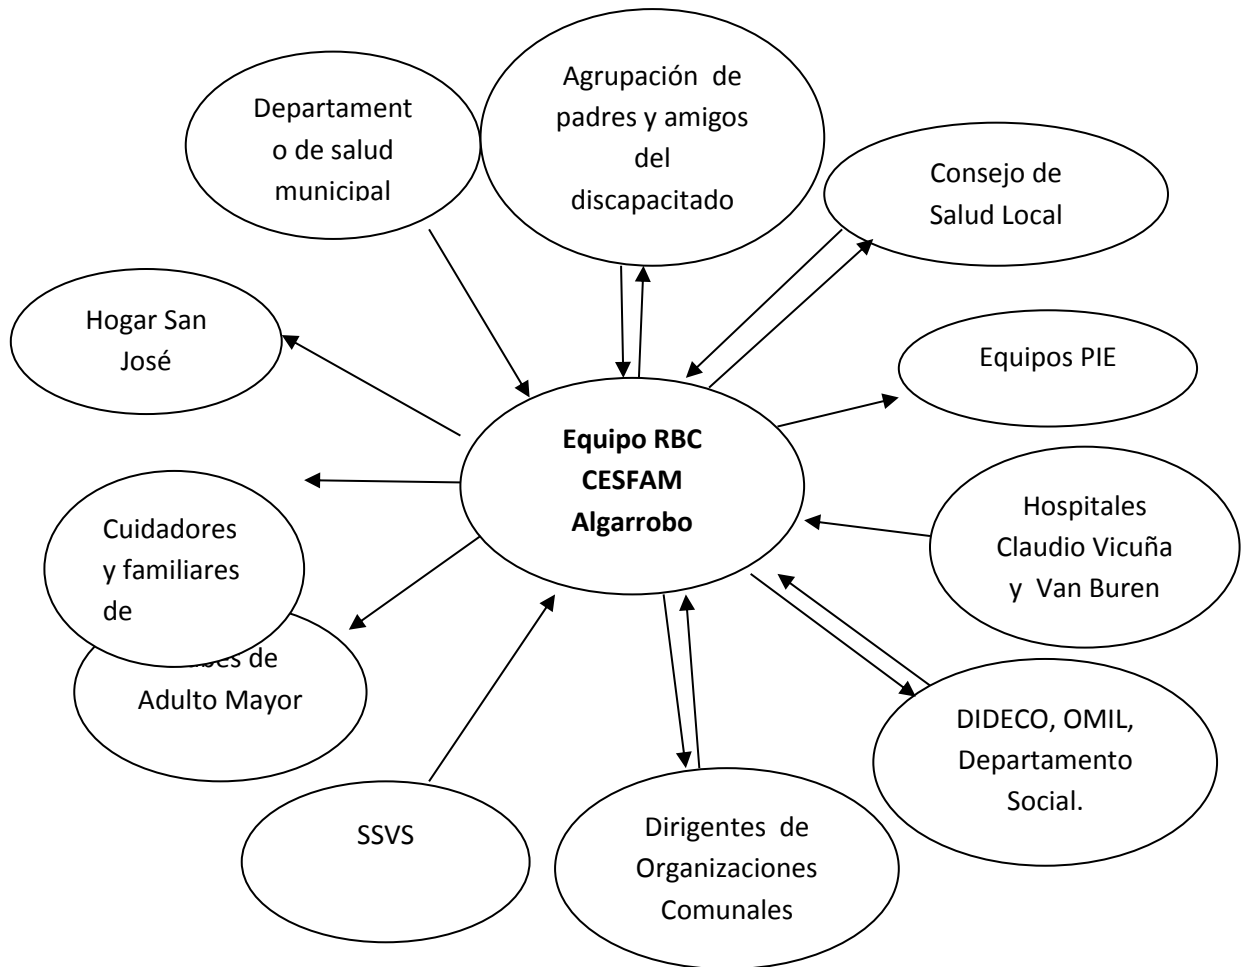 Departament
o de salud
municipal
Agrupación de
padres y amigos
del
discapacitado
Consejo de
Salud Local
Hogar San
José
Equipos PIE
Equipo RBC
CESFAM
Algarrobo
Cuidadores
y familiares
de
Hospitales
Claudio Vicuña
y Van Buren
de
Adulto Mayor
DIDECO, OMIL,
Departamento
Social.
SSVS
Dirigentes de
Organizaciones
Comunales